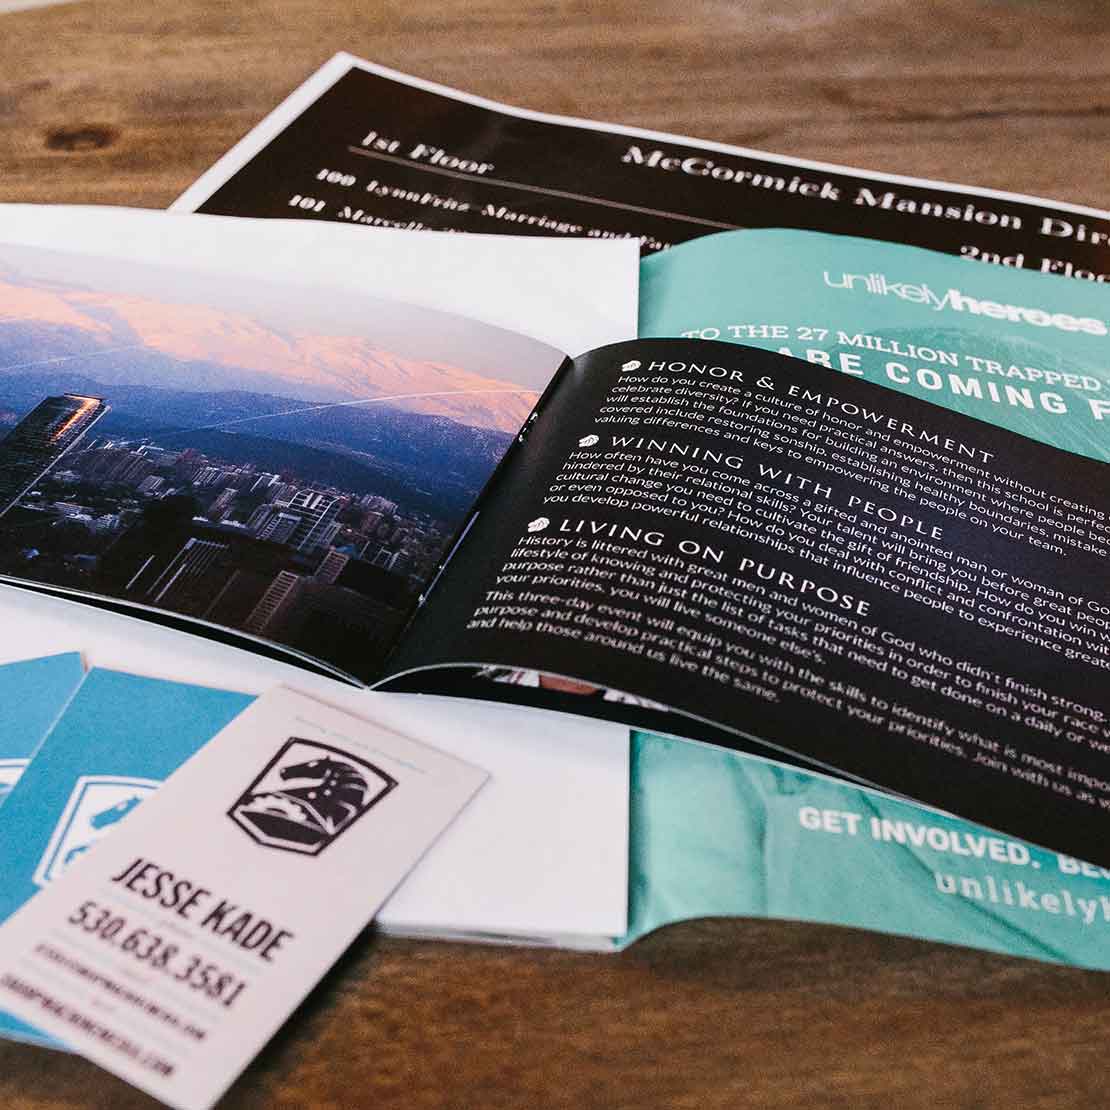 1st Floor
McCormick Mansion Dir
100 LynnFritz Marriage and Fa
2nd Floo
101
unlikelyheroes
TO THE 27 MILLION TRAPPED.
ARE COMING F
HONOR & EMPOWERMENT
How do you create a culture of honor and empowerment without creating
celebrate diversity? If you need practical answers, then this school is perfec
will establish the foundations for building an environment where people bec
covered include restoring sonship, establishing healthy boundaries, mistake
valuing differences and keys to empowering the people on your team.
WINNING WITH PEOPLE
How often have you come across a gifted and anointed man or woman of Go
hindered by their relational skills? Your talent will bring you before great peop
cultural change you need to cultivate the gift of friendship. How do you win w
or even opposed to you? How do you deal with conflict and confrontation wit
you develop powerful relationships that influence people to experience great
LIVING ON PURPOSE
History is littered with great men and women of God who didn't finish strong.
lifestyle of knowing and protecting your priorities in order to finish your race w
purpose rather than just the list of tasks that need to get done on a daily or we
your priorities, you will live someone else's.
This three-day event will equip you with the skills to identify what is most impo
purpose and develop practical steps to protect your priorities. Join with us as w
and help those around us live the same.
GET INVOLVED. BE
unlikelyh
JESSE KADE
530.638.3581